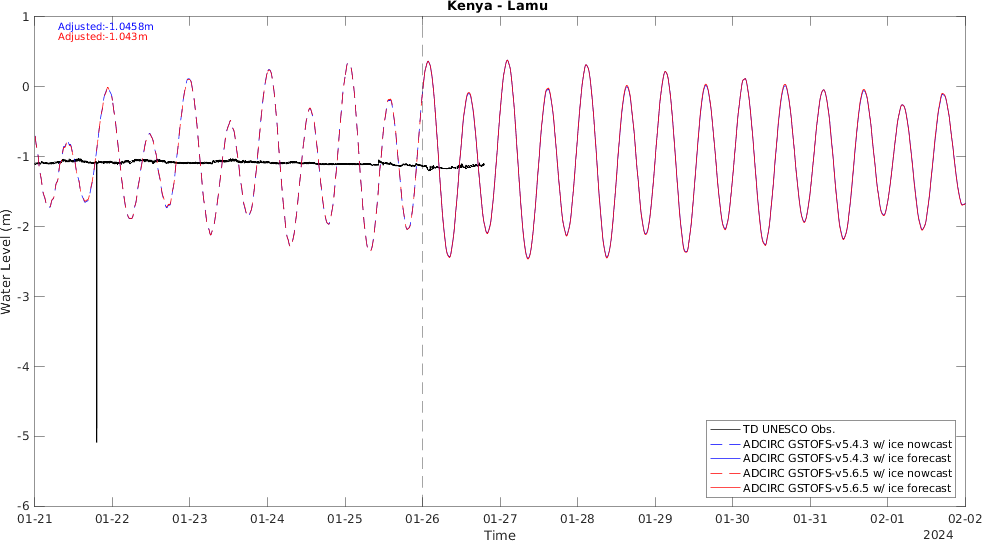 Kenya - Lamu
Adjusted:-1.0458m
Adjusted:-1.043m
Water Level (m)
1
0
-1
-2
-3
-4
-5
-6
TD UNESCO Obs.
ADCIRC GSTOFS-v5.4.3 w/ ice nowcast
ADCIRC GSTOFS-v5.4.3 w/ ice forecast
ADCIRC GSTOFS-v5.6.5 w/ ice nowcast
ADCIRC GSTOFS-v5.6.5 w/ ice forecast
01-21 01-22 01-23 01-24 01-25 01-26 01-27 01-28 01-29 01-30 01-31 02-01 02-02
Time
2024